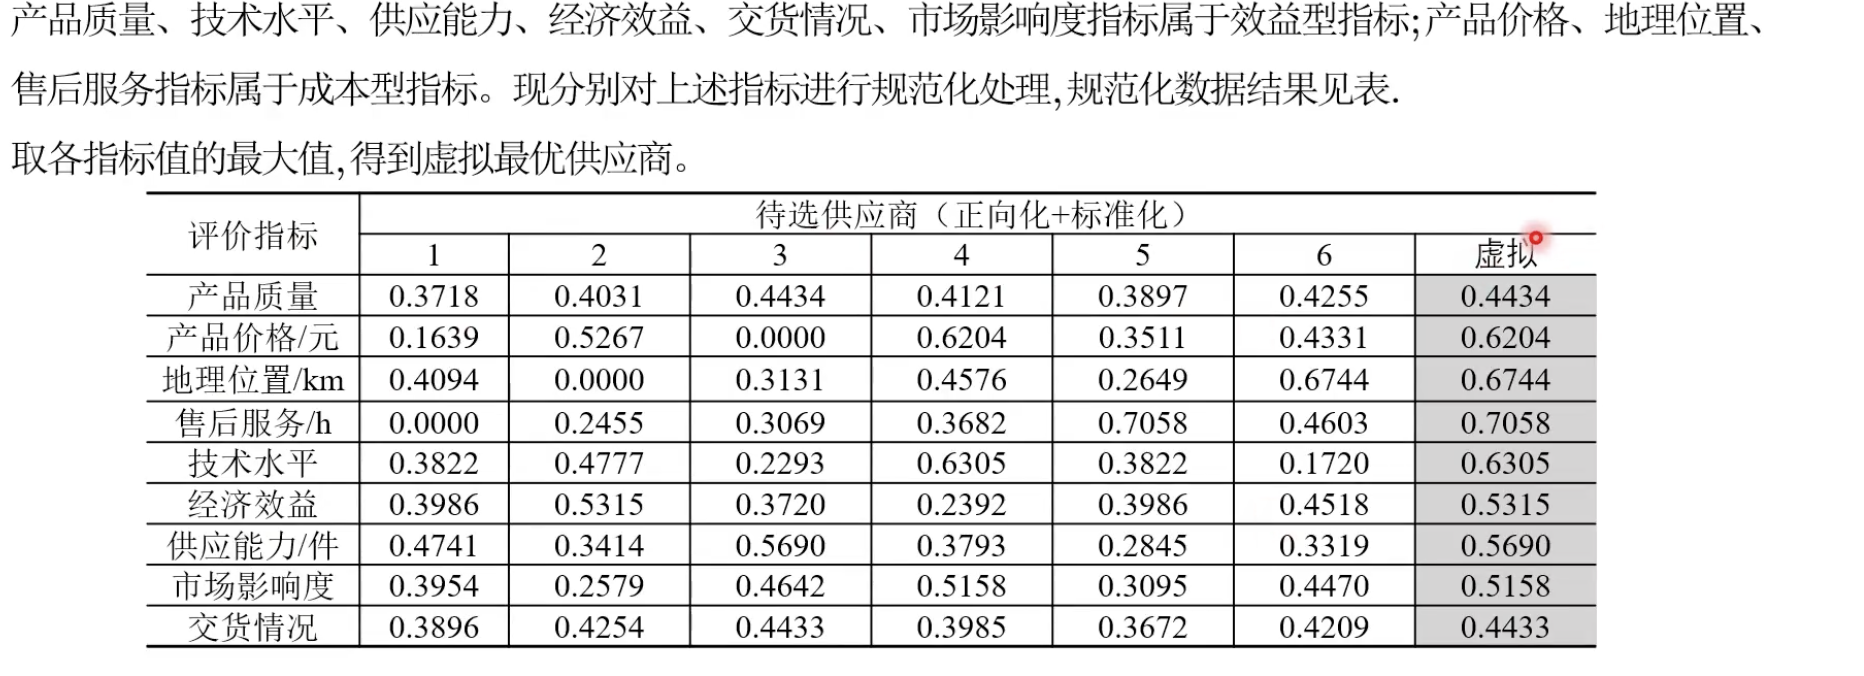 产品质量、技术水平、供应能力、经济效益、交货情况、市场影响度指标属于效益型指标;产品价格、地理位置、
售后服务指标属于成本型指标。现分别对上述指标进行规范化处理,规范化数据结果见表.
取各指标值的最大值,得到虚拟最优供应商。
评价指标 待选供应商（正向化+标准化）
1 2 3 4 5 6 虚拟
产品质量 0.3718 0.4031 0.4434 0.4121 0.3897 0.4255 0.4434
产品价格/元 0.1639 0.5267 0.0000 0.6204 0.3511 0.4331 0.6204
地理位置/km 0.4094 0.0000 0.3131 0.4576 0.2649 0.6744 0.6744
售后服务/h 0.0000 0.2455 0.3069 0.3682 0.7058 0.4603 0.7058
技术水平 0.3822 0.4777 0.2293 0.6305 0.3822 0.1720 0.6305
经济效益 0.3986 0.5315 0.3720 0.2392 0.3986 0.4518 0.5315
供应能力/件 0.4741 0.3414 0.5690 0.3793 0.2845 0.3319 0.5690
市场影响度 0.3954 0.2579 0.4642 0.5158 0.3095 0.4470 0.5158
交货情况 0.3896 0.4254 0.4433 0.3985 0.3672 0.4209 0.4433